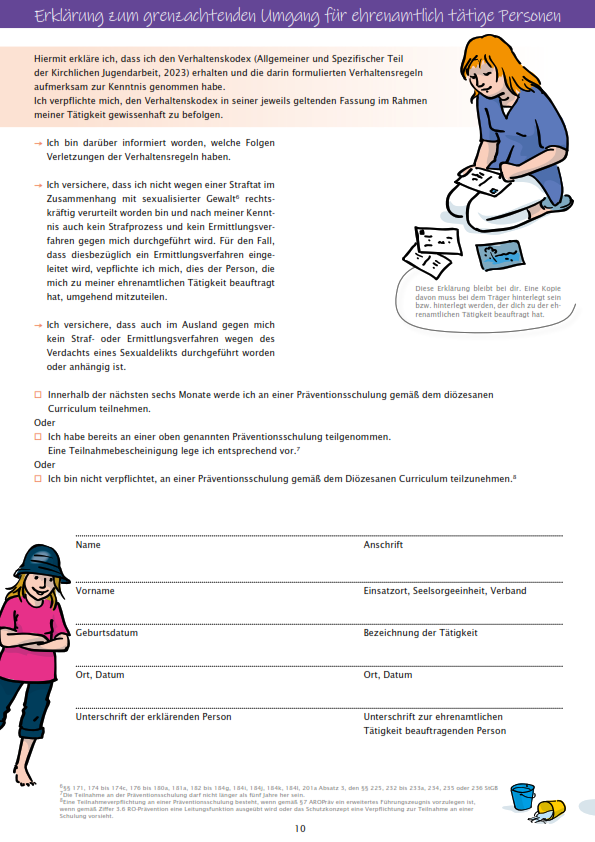 Erklärung zum grenzachtenden Umgang für ehrenamtlich tätige Personen
Hiermit erkläre ich, dass ich den Verhaltenskodex (Allgemeiner und Spezifischer Teil
der Kirchlichen Jugendarbeit, 2023) erhalten und die darin formulierten Verhaltensregeln
aufmerksam zur Kenntnis genommen habe.
Ich verpflichte mich, den Verhaltenskodex in seiner jeweils geltenden Fassung im Rahmen
meiner Tätigkeit gewissenhaft zu befolgen.
→ Ich bin darüber informiert worden, welche Folgen
Verletzungen der Verhaltensregeln haben.
→ Ich versichere, dass ich nicht wegen einer Straftat im
Zusammenhang mit sexualisierter Gewalt⁶ rechts-
kräftig verurteilt worden bin und nach meiner Kennt-
nis auch kein Strafprozess und kein Ermittlungsver-
fahren gegen mich durchgeführt wird. Für den Fall,
dass diesbezüglich ein Ermittlungsverfahren einge-
leitet wird, vepflichte ich mich, dies der Person, die
mich zu meiner ehrenamtlichen Tätigkeit beauftragt
hat, umgehend mitzuteilen.
→ Ich versichere, dass auch im Ausland gegen mich
kein Straf- oder Ermittlungsverfahren wegen des
Verdachts eines Sexualdelikts durchgeführt worden
oder anhängig ist.
Diese Erklärung bleibt bei dir. Eine Kopie
davon muss bei dem Träger hinterlegt sein
bzw. hinterlegt werden, der dich zu der eh-
renamtlichen Tätigkeit beauftragt hat.
☐ Innerhalb der nächsten sechs Monate werde ich an einer Präventionsschulung gemäß dem diözesanen
Curriculum teilnehmen.
Oder
☐ Ich habe bereits an einer oben genannten Präventionsschulung teilgenommen.
Eine Teilnahmebescheinigung lege ich entsprechend vor.⁷
Oder
☐ Ich bin nicht verpflichtet, an einer Präventionsschulung gemäß dem Diözesanen Curriculum teilzunehmen.⁸
Name Anschrift
Vorname Einsatzort, Seelsorgeeinheit, Verband
Geburtsdatum Bezeichnung der Tätigkeit
Ort, Datum Ort, Datum
Unterschrift der erklärenden Person Unterschrift zur ehrenamtlichen
Tätigkeit beauftragenden Person
⁶§§ 171, 174 bis 174c, 176 bis 180a, 181a, 182 bis 184g, 184i, 184j, 184k, 184l, 201a Absatz 3, den §§ 225, 232 bis 233a, 234, 235 oder 236 StGB
⁷Die Teilnahme an der Präventionsschulung darf nicht länger als fünf Jahre her sein.
⁸Eine Teilnahmeverpflichtung an einer Präventionsschulung besteht, wenn gemäß §7 AROPräv ein erweitertes Führungszeugnis vorzulegen ist,
wenn gemäß Ziffer 3.6 RO-Prävention eine Leitungsfunktion ausgeübt wird oder das Schutzkonzept eine Verpflichtung zur Teilnahme an einer
Schulung vorsieht.
10